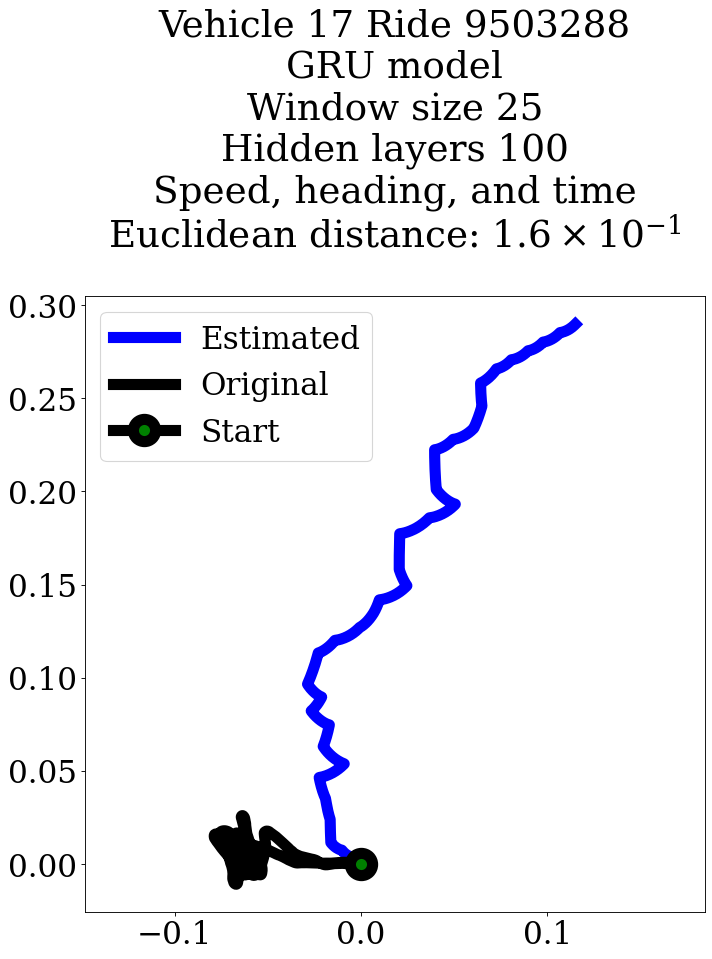 Vehicle 17 Ride 9503288
GRU model
Window size 25
Hidden layers 100
Speed, heading, and time
Euclidean distance: 1.6 × 10⁻¹
0.30
Estimated
Original
Start
0.25
0.20
0.15
0.10
0.05
0.00
−0.1 0.0 0.1